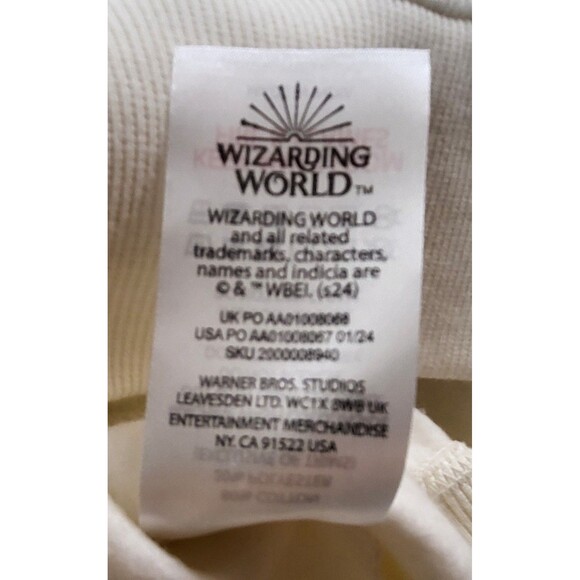 WIZARDING
WORLD™
WIZARDING WORLD
and all related
trademarks, characters,
names and indicia are
© & ™ WBEI. (s24)
UK PO AA01008068
USA PO AA01008067 01/24
SKU 2000008940
WARNER BROS. STUDIOS
LEAVESDEN LTD. WC1X 8WB UK
ENTERTAINMENT MERCHANDISE
NY. CA 91522 USA